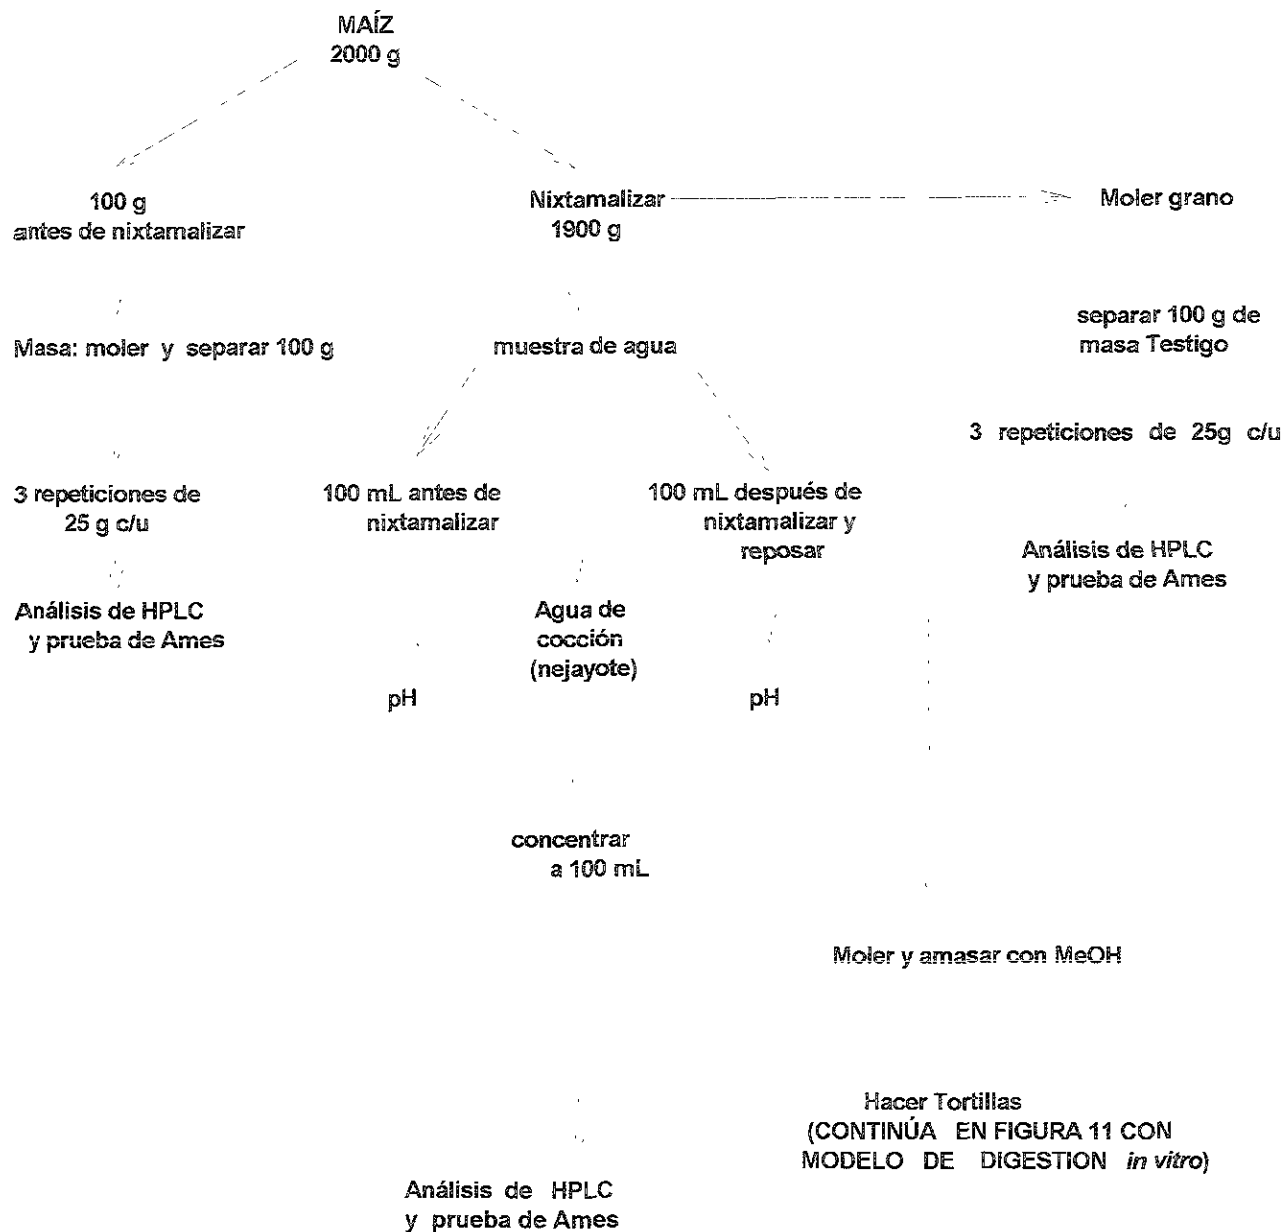 MAÍZ
2000 g
100 g
antes de nixtamalizar
Nixtamalizar
1900 g
Moler grano
Masa: moler y separar 100 g
muestra de agua
separar 100 g de
masa Testigo
3 repeticiones de 25g c/u
3 repeticiones de
25 g c/u
100 mL antes de
nixtamalizar
100 mL después de
nixtamalizar y
reposar
Análisis de HPLC
y prueba de Ames
Análisis de HPLC
y prueba de Ames
Agua de
cocción
(nejayote)
pH
pH
concentrar
a 100 mL
Moler y amasar con MeOH
Hacer Tortillas
(CONTINÚA EN FIGURA 11 CON
MODELO DE DIGESTION in vitro)
Análisis de HPLC
y prueba de Ames